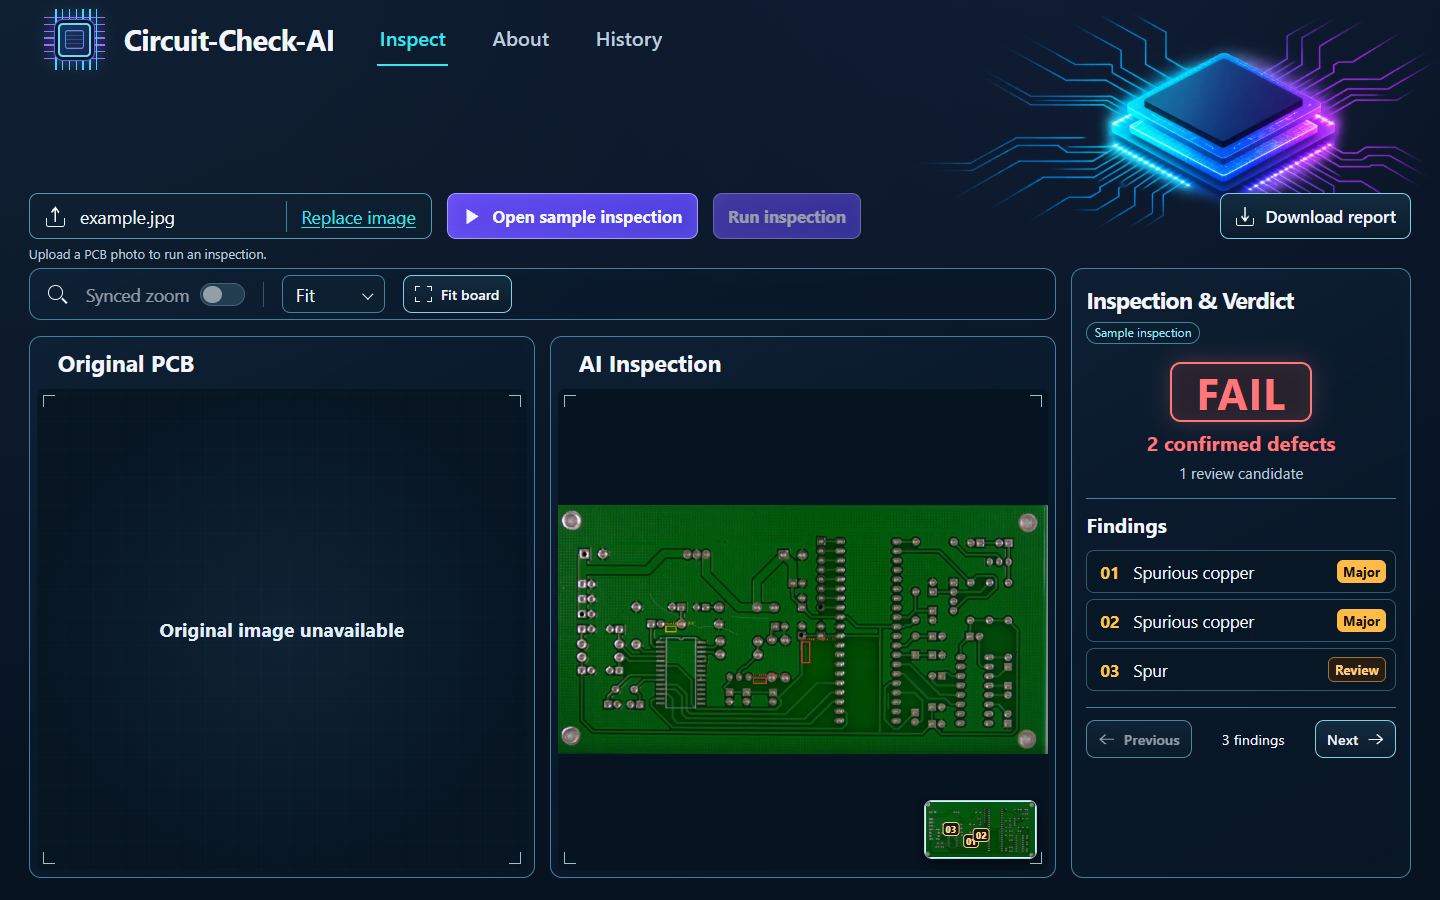 Circuit-Check-AI
Inspect
About
History
example.jpg
Replace image
Open sample inspection
Run inspection
Download report
Upload a PCB photo to run an inspection.
Synced zoom
Fit
Fit board
Original PCB
Original image unavailable
AI Inspection
03
02
01
Inspection & Verdict
Sample inspection
FAIL
2 confirmed defects
1 review candidate
Findings
01 Spurious copper Major
02 Spurious copper Major
03 Spur Review
Previous
3 findings
Next